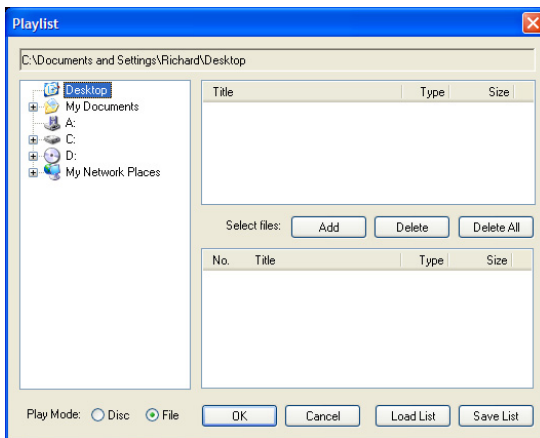 Playlist
C:\Documents and Settings\Richard\Desktop
Desktop
My Documents
A:
C:
D:
My Network Places
Title Type Size
Select files: Add Delete Delete All
No. Title Type Size
Play Mode: Disc File OK Cancel Load List Save List